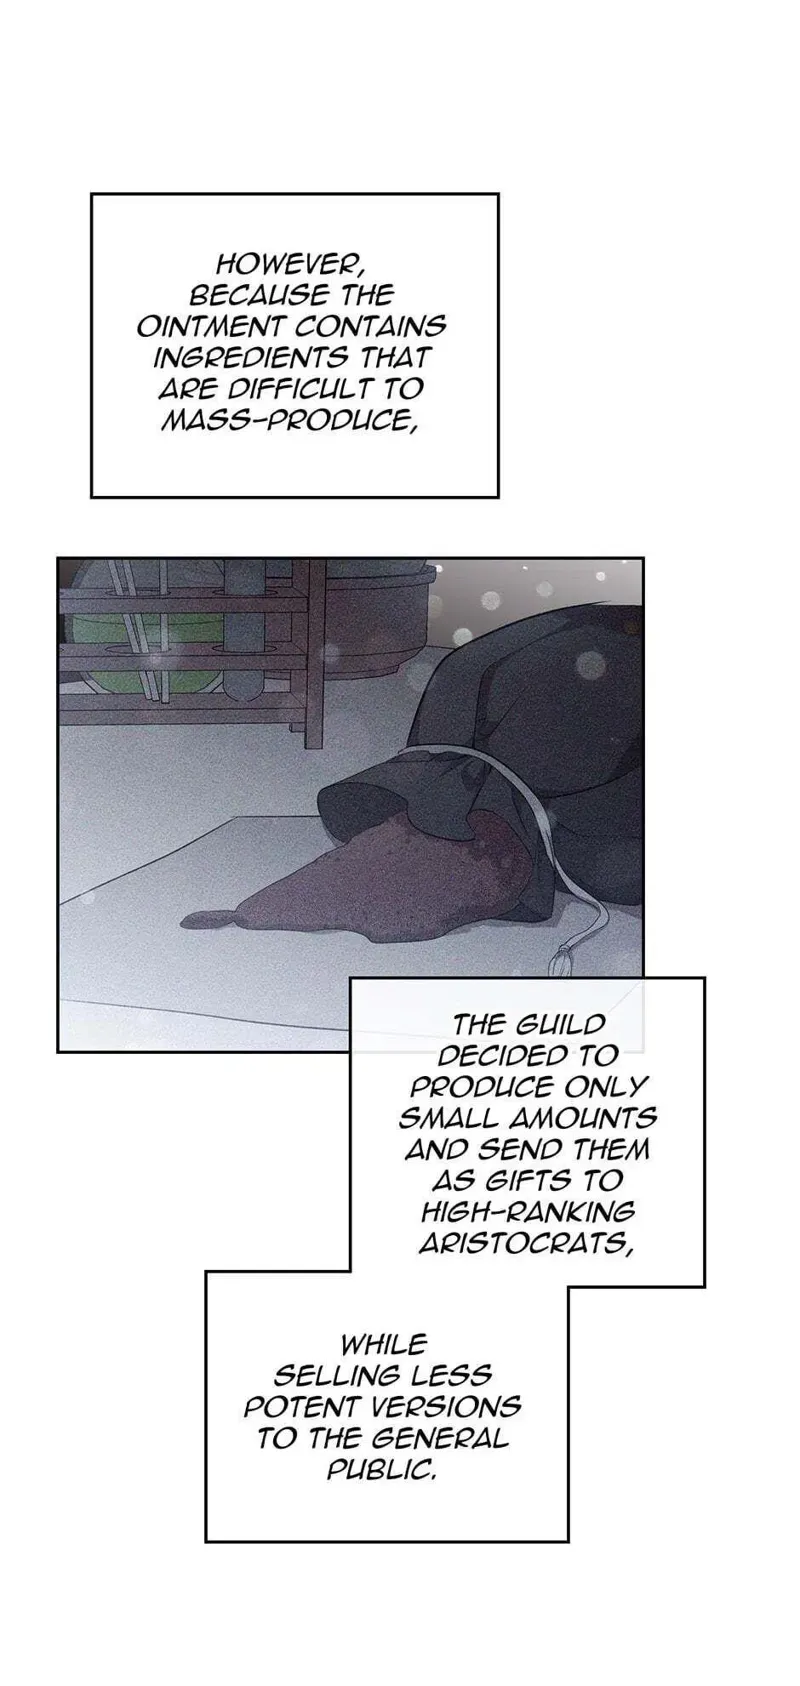 HOWEVER,
BECAUSE THE
OINTMENT CONTAINS
INGREDIENTS THAT
ARE DIFFICULT TO
MASS-PRODUCE,
THE GUILD
DECIDED TO
PRODUCE ONLY
SMALL AMOUNTS
AND SEND THEM
AS GIFTS TO
HIGH-RANKING
ARISTOCRATS,
WHILE
SELLING LESS
POTENT VERSIONS
TO THE GENERAL
PUBLIC.